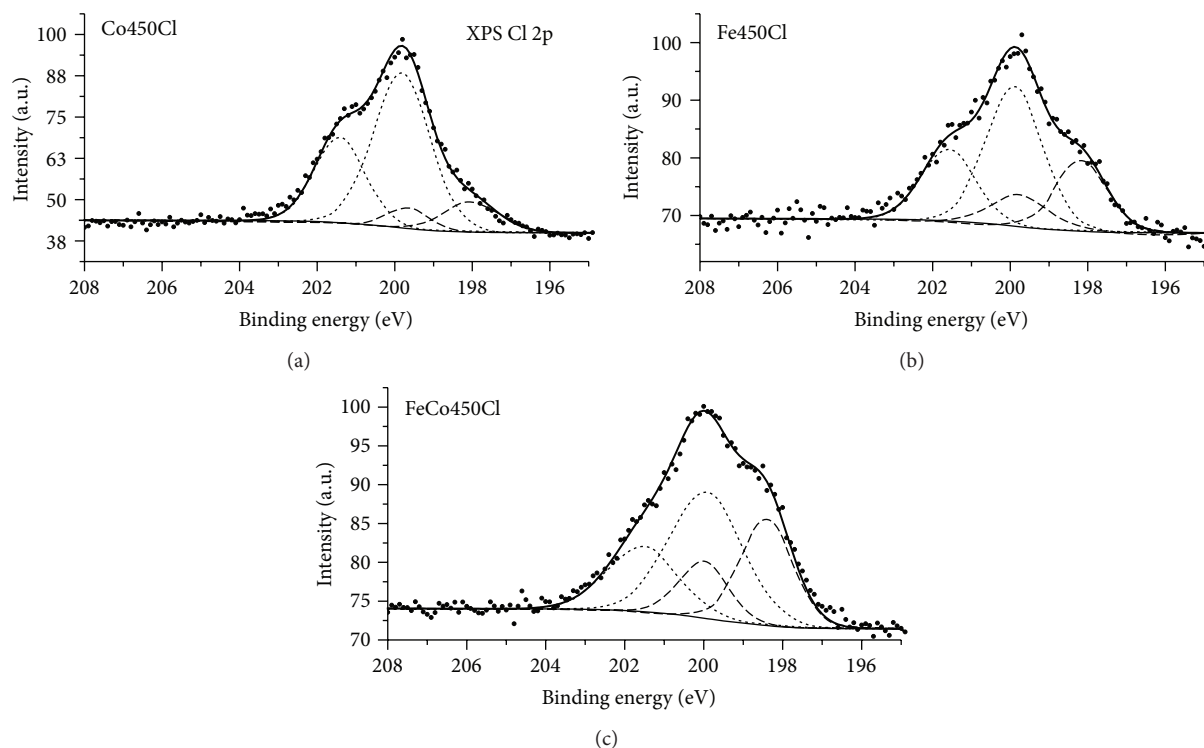 Co450Cl
XPS Cl 2p
Intensity (a.u.)
100
88
75
63
50
38
208
206
204
202
200
198
196
Binding energy (eV)
(a)
Fe450Cl
Intensity (a.u.)
100
90
80
70
208
206
204
202
200
198
196
Binding energy (eV)
(b)
FeCo450Cl
Intensity (a.u.)
100
95
90
85
80
75
70
208
206
204
202
200
198
196
Binding energy (eV)
(c)